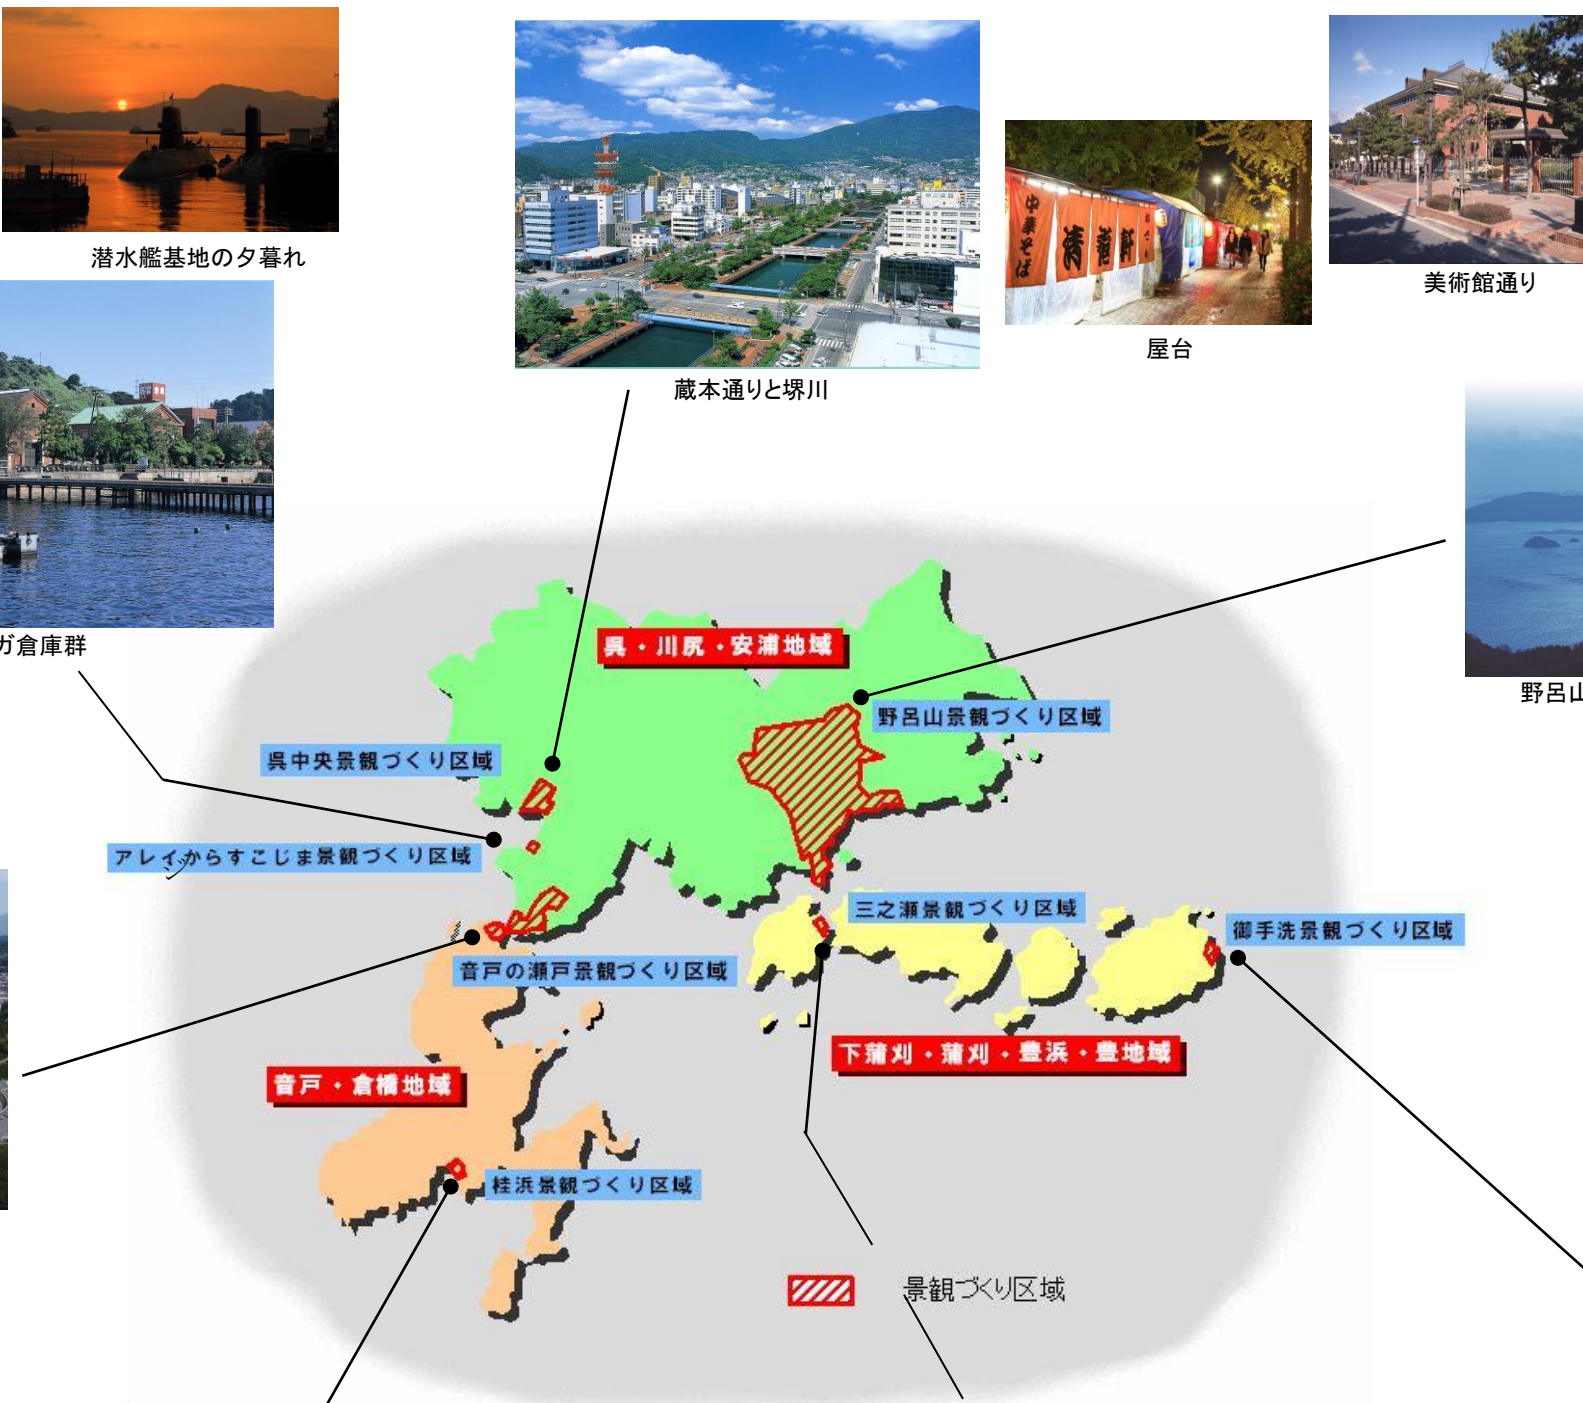 潜水艦基地の夕暮れ
蔵本通りと堺川
屋台
美術館通り
中華そば
ガ倉庫群
野呂山
呉・川尻・安浦地域
野呂山景観づくり区域
呉中央景観づくり区域
アレイからすこじま景観づくり区域
ジ
三之瀬景観づくり区域
御手洗景観づくり区域
音戸の瀬戸景観づくり区域
下蒲刈・蒲刈・豊浜・豊地域
音戸・倉橋地域
桂浜景観づくり区域
景観づくり区域